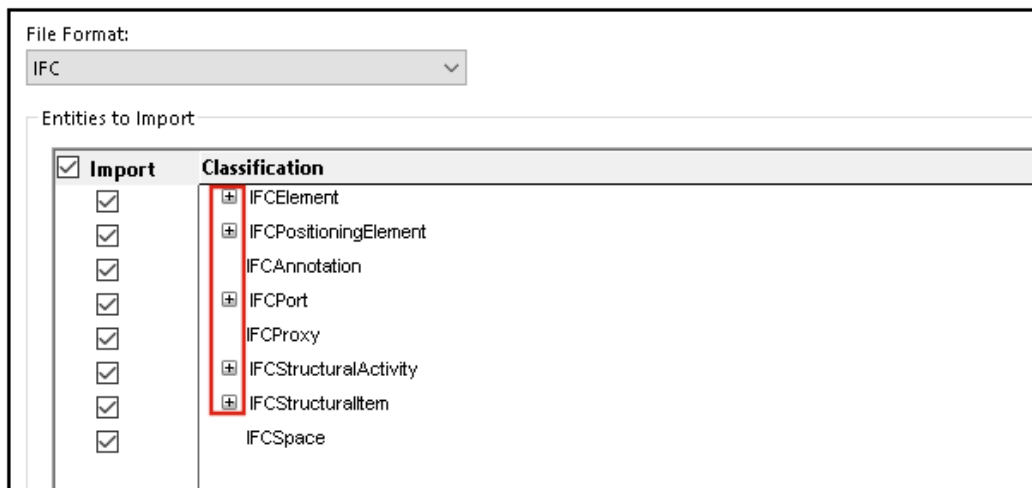 File Format:
IFC
Entities to Import
Import Classification
IFCElement
IFCPositioningElement
IFCAnnotation
IFCPort
IFCProxy
IFCStructuralActivity
IFCStructuralItem
IFCSpace